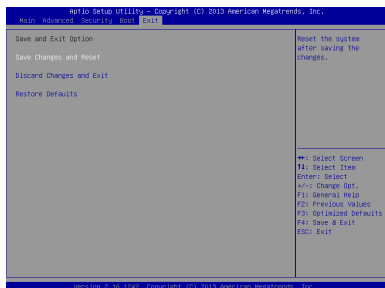 Aptio Setup Utility – Copyright (C) 2013 American Megatrends, Inc.
Main Advanced Security Boot Exit
Save and Exit Option
Save Changes and Reset
Discard Changes and Exit
Restore Defaults
Reset the system
after saving the
changes.
→←: Select Screen
↑↓: Select Item
Enter: Select
+/-: Change Opt.
F1: General Help
F2: Previous Values
F3: Optimized Defaults
F4: Save & Exit
ESC: Exit
Version 2.16.1242. Copyright (C) 2013 American Megatrends, Inc.